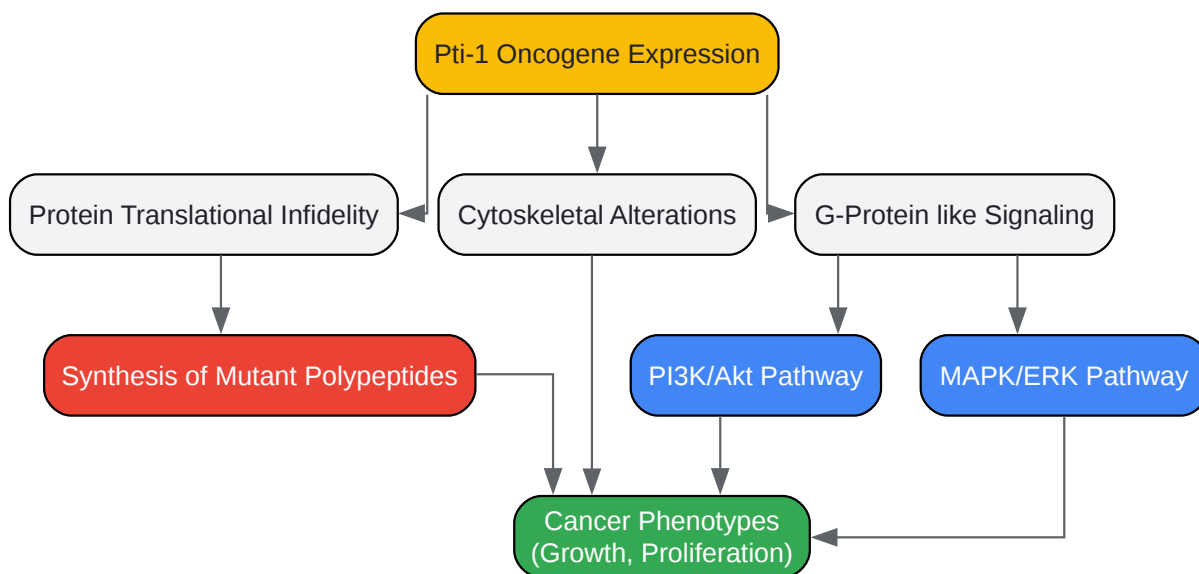 Pti-1 Oncogene Expression
Protein Translational Infidelity
Cytoskeletal Alterations
G-Protein like Signaling
Synthesis of Mutant Polypeptides
PI3K/Akt Pathway
MAPK/ERK Pathway
Cancer Phenotypes
(Growth, Proliferation)